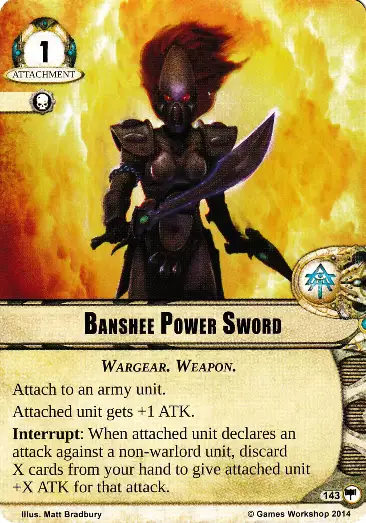 1
ATTACHMENT
BANSHEE POWER SWORD
WARGEAR. WEAPON.
Attach to an army unit.
Attached unit gets +1 ATK.
Interrupt: When attached unit declares an
attack against a non-warlord unit, discard
X cards from your hand to give attached unit
+X ATK for that attack.
143
Illus. Matt Bradbury
© Games Workshop 2014